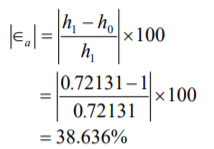 |∈ₐ| = |(h₁ − h₀) / h₁| × 100
= |(0.72131 − 1) / 0.72131| × 100
= 38.636%